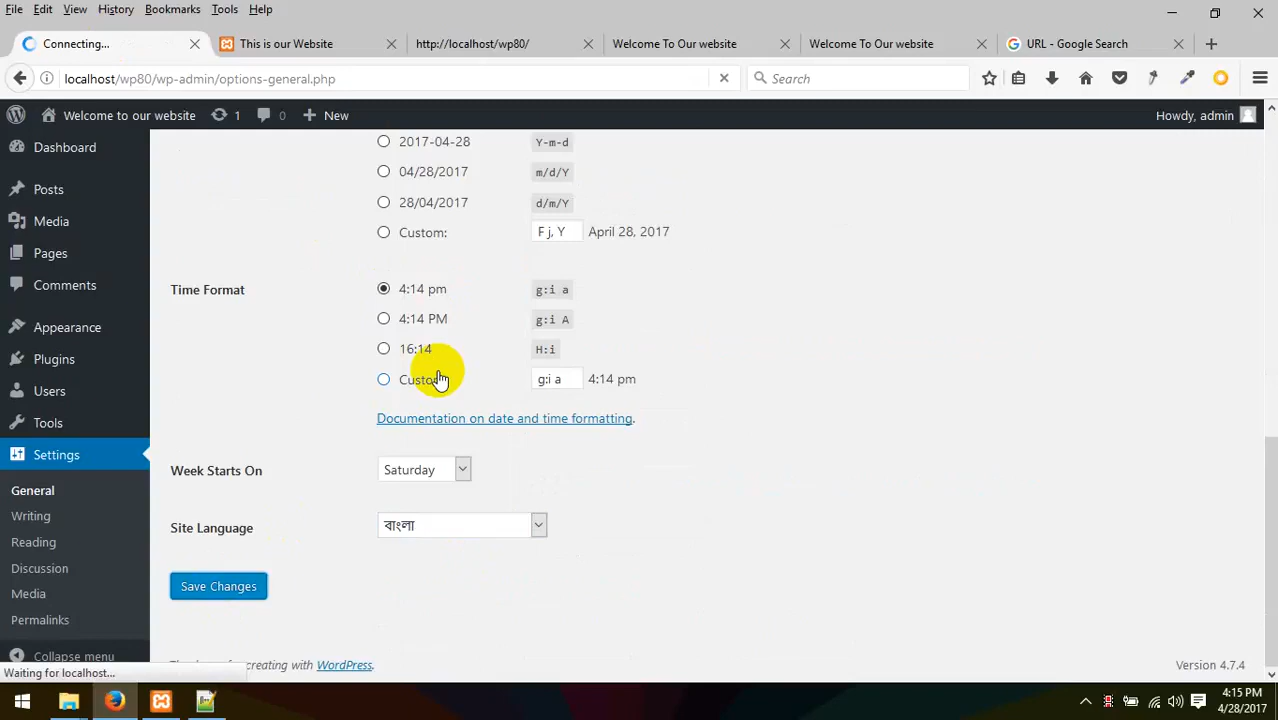 File Edit View History Bookmarks Tools Help
Connecting... This is our Website http://localhost/wp80/ Welcome To Our website Welcome To Our website URL - Google Search
localhost/wp80/wp-admin/options-general.php Search
Welcome to our website 1 0 New Howdy, admin
Dashboard
Posts
Media
Pages
Comments
Appearance
Plugins
Users
Tools
Settings
General
Writing
Reading
Discussion
Media
Permalinks
Collapse menu
2017-04-28 Y-m-d
04/28/2017 m/d/Y
28/04/2017 d/m/Y
Custom: F j, Y April 28, 2017
Time Format 4:14 pm g:i a
4:14 PM g:i A
16:14 H:i
g:i a 4:14 pm
Documentation on date and time formatting.
Week Starts On Saturday
Site Language বাংলা
Save Changes
creating with WordPress. Version 4.7.4
Waiting for localhost...
4:15 PM
4/28/2017